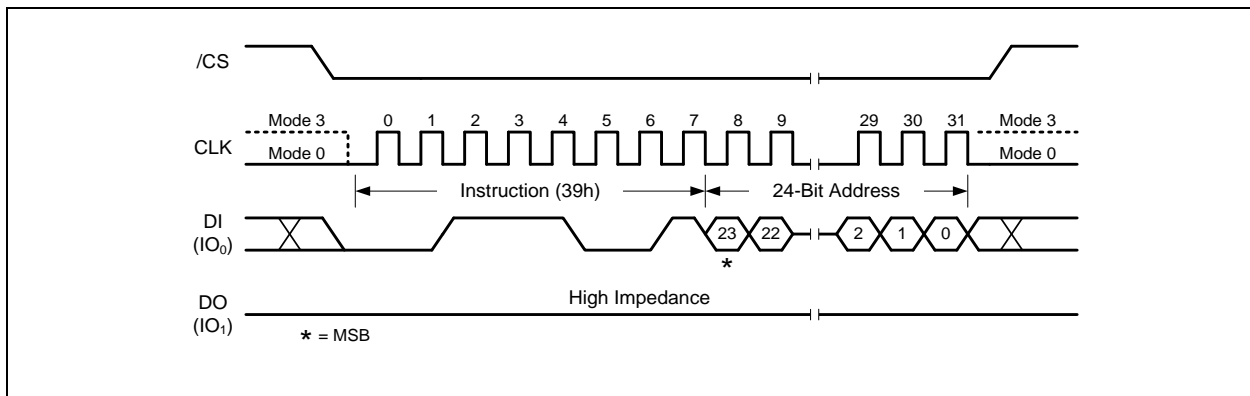 /CS
Mode 3
0 1 2 3 4 5 6 7 8 9 29 30 31
Mode 3
CLK
Mode 0
Mode 0
Instruction (39h)
24-Bit Address
DI
(IO₀)
23 22 2 1 0
*
High Impedance
DO
(IO₁)
* = MSB